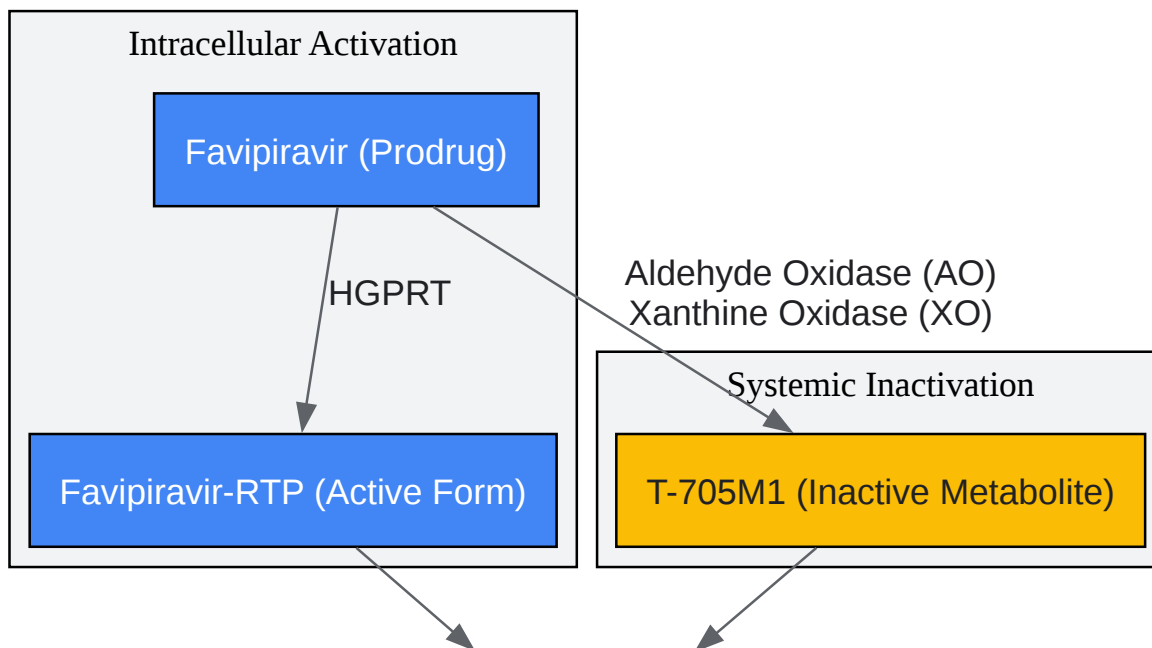 Intracellular Activation
Favipiravir (Prodrug)
HGPRT
Aldehyde Oxidase (AO)
Xanthine Oxidase (XO)
Systemic Inactivation
Favipiravir-RTP (Active Form)
T-705M1 (Inactive Metabolite)